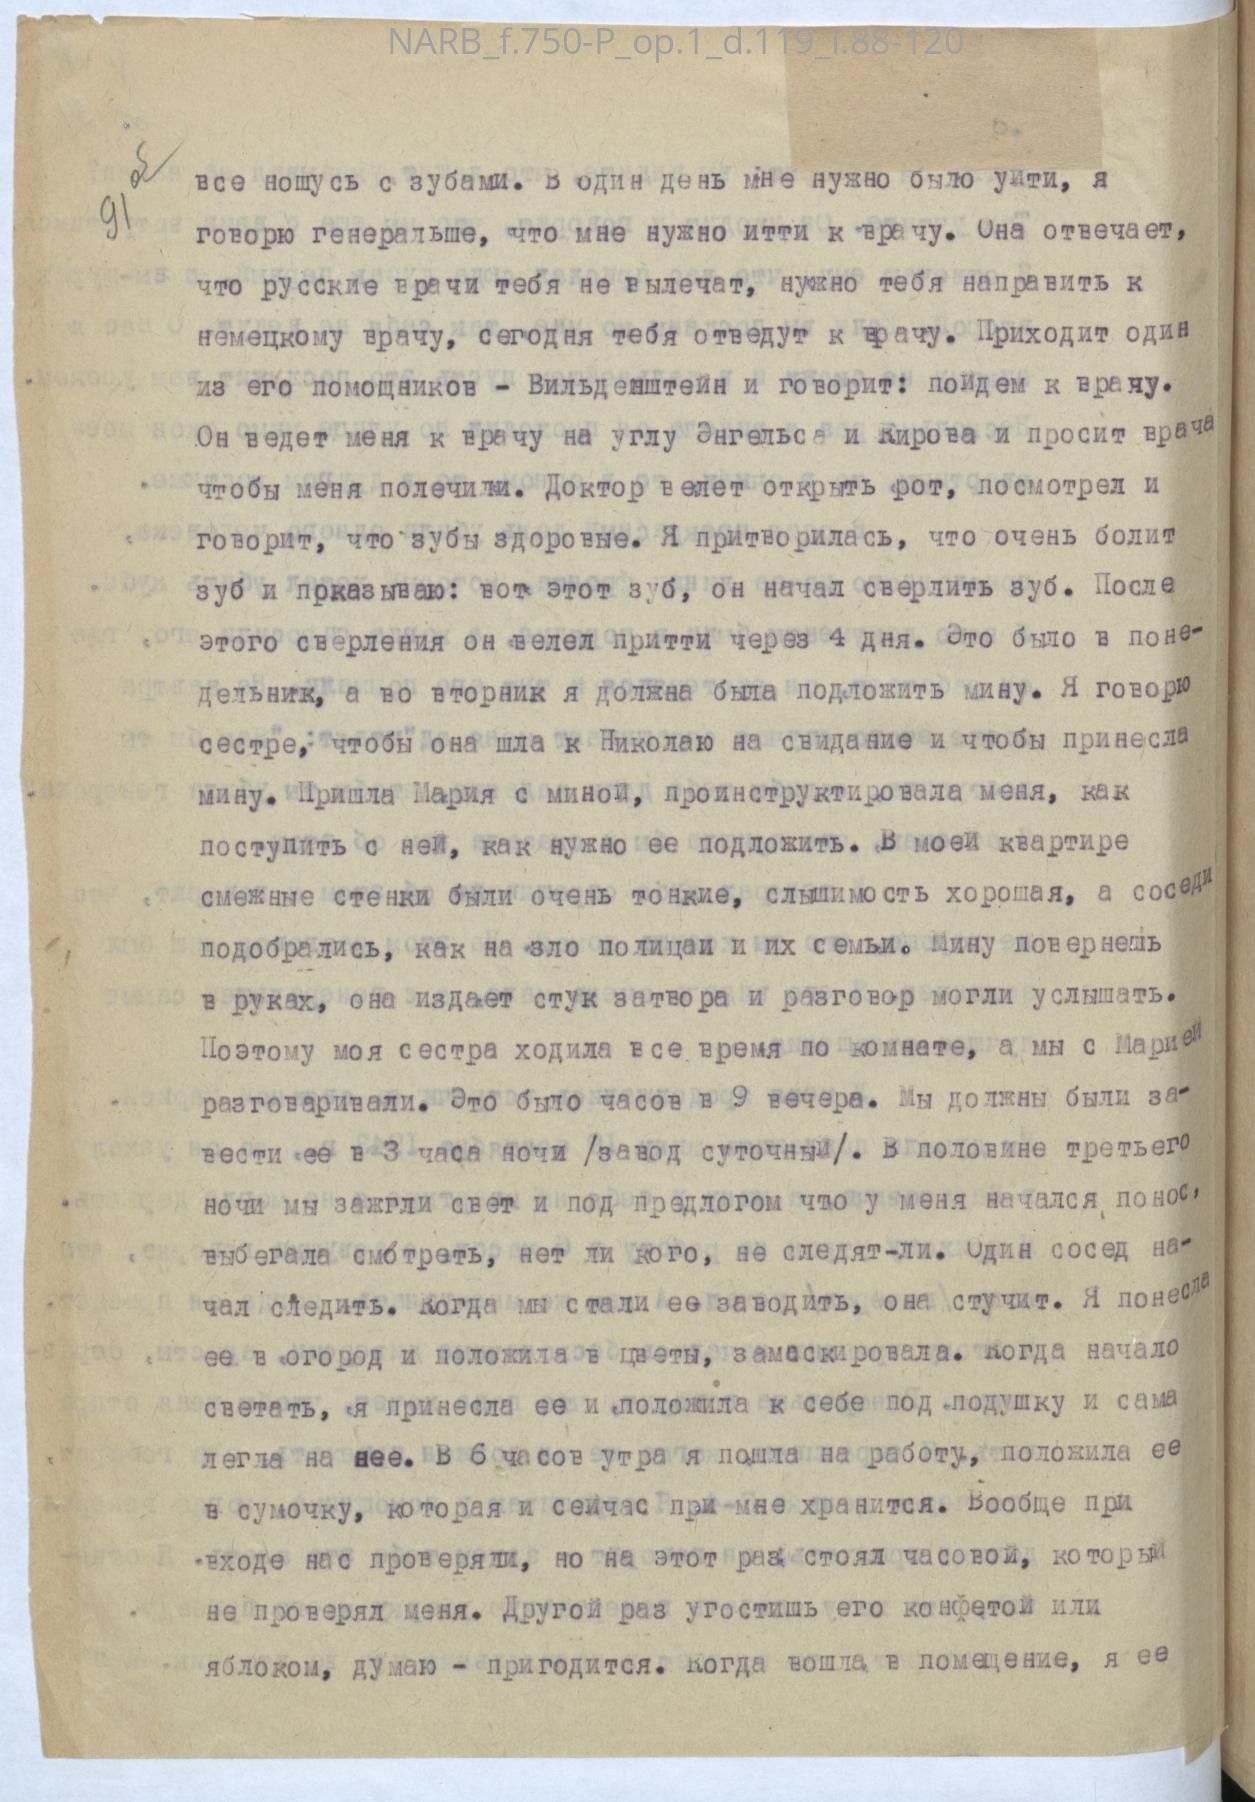 NARB_f.750-P_op.1_d.119_l.88-120
91
все ношусь с зубами. В один день мне нужно было уйти, я
говорю генеральше, что мне нужно итти к врачу. Она отвечает,
что русские врачи тебя не вылечат, нужно тебя направить к
немецкому врачу, сегодня тебя отведут к врачу. Приходит один
из его помощников - Вильденштейн и говорит: пойдем к врачу.
Он ведет меня к врачу на углу Энгельса и Кирова и просит врача
чтобы меня полечили. Доктор велет открыть рот, посмотрел и
говорит, что зубы здоровые. Я притворилась, что очень болит
зуб и показываю: вот этот зуб, он начал сверлить зуб. После
этого сверления он велел притти через 4 дня. Это было в поне-
дельник, а во вторник я должна была подложить мину. Я говорю
сестре, чтобы она шла к Николаю на свидание и чтобы принесла
мину. Пришла Мария с миной, проинструктировала меня, как
поступить с ней, как нужно ее подложить. В моей квартире
смежные стенки были очень тонкие, слышимость хорошая, а соседи
подобрались, как на зло полицаи и их семьи. Мину повернешь
в руках, она издает стук затвора и разговор могли услышать.
Поэтому моя сестра ходила все время по комнате, а мы с Марией
разговаривали. Это было часов в 9 вечера. Мы должны были за-
вести ее в 3 часа ночи /завод суточный/. В половине третьего
ночи мы зажгли свет и под предлогом что у меня начался понос,
выбегала смотреть, нет ли кого, не следят-ли. Один сосед на-
чал следить. Когда мы стали ее заводить, она стучит. Я понесла
ее в огород и положила в цветы, замаскировала. Когда начало
светать, я принесла ее и положила к себе под подушку и сама
легла на нее. В 6 часов утра я пошла на работу, положила ее
в сумочку, которая и сейчас при мне хранится. Вообще при
входе нас проверяли, но на этот раз стоял часовой, который
не проверял меня. Другой раз угостишь его конфетой или
яблоком, думаю - пригодится. Когда вошла в помещение, я ее